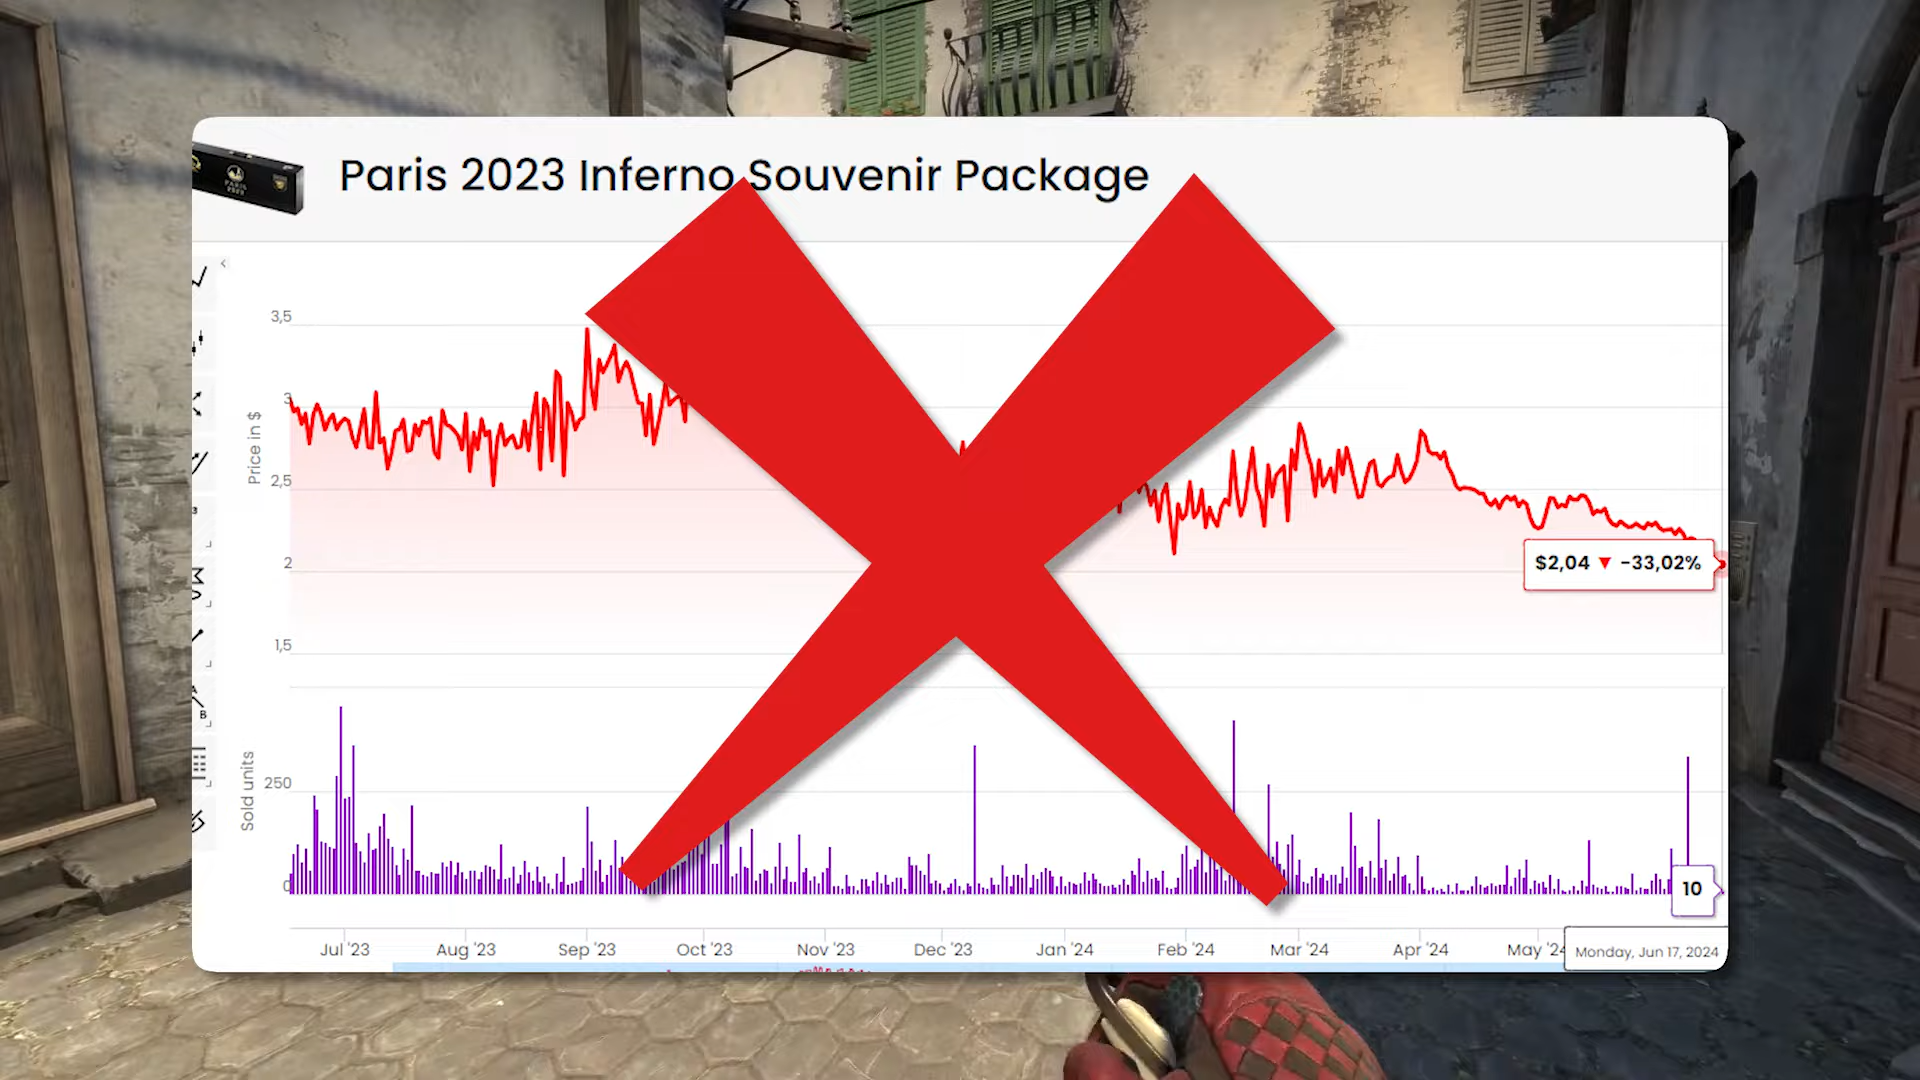 Paris 2023 Inferno Souvenir Package
Price in $
3,5
3
2,5
2
1,5
$2,04 ▼ -33,02%
Sold units
250
0
10
Jul '23
Aug '23
Sep '23
Oct '23
Nov '23
Dec '23
Jan '24
Feb '24
Mar '24
Apr '24
May '24
Monday, Jun 17, 2024
PARIS
2023
B